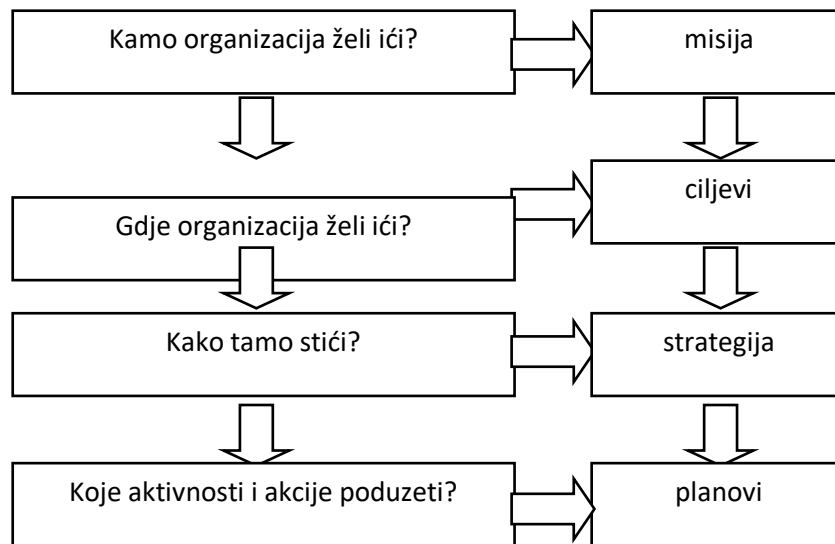 Kamo organizacija želi ići?
misija
Gdje organizacija želi ići?
ciljevi
Kako tamo stići?
strategija
Koje aktivnosti i akcije poduzeti?
planovi